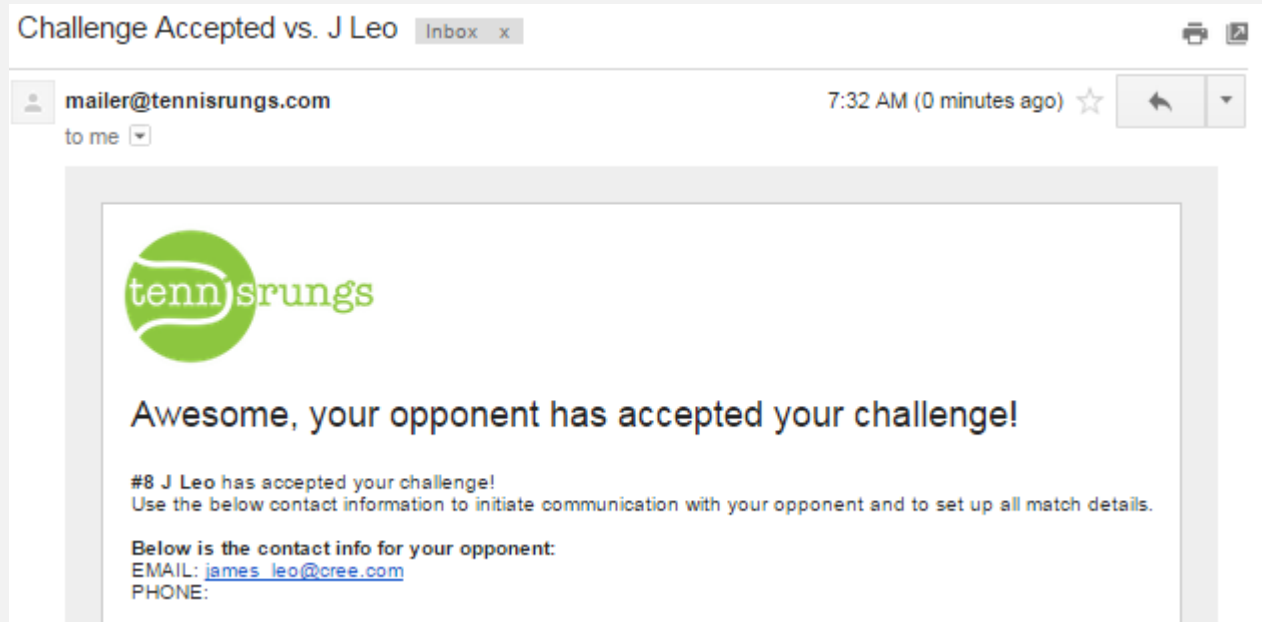 Challenge Accepted vs. J Leo Inbox x
mailer@tennisrungs.com 7:32 AM (0 minutes ago)
to me
tennisrungs
Awesome, your opponent has accepted your challenge!
#8 J Leo has accepted your challenge!
Use the below contact information to initiate communication with your opponent and to set up all match details.
Below is the contact info for your opponent:
EMAIL: james_leo@cree.com
PHONE: